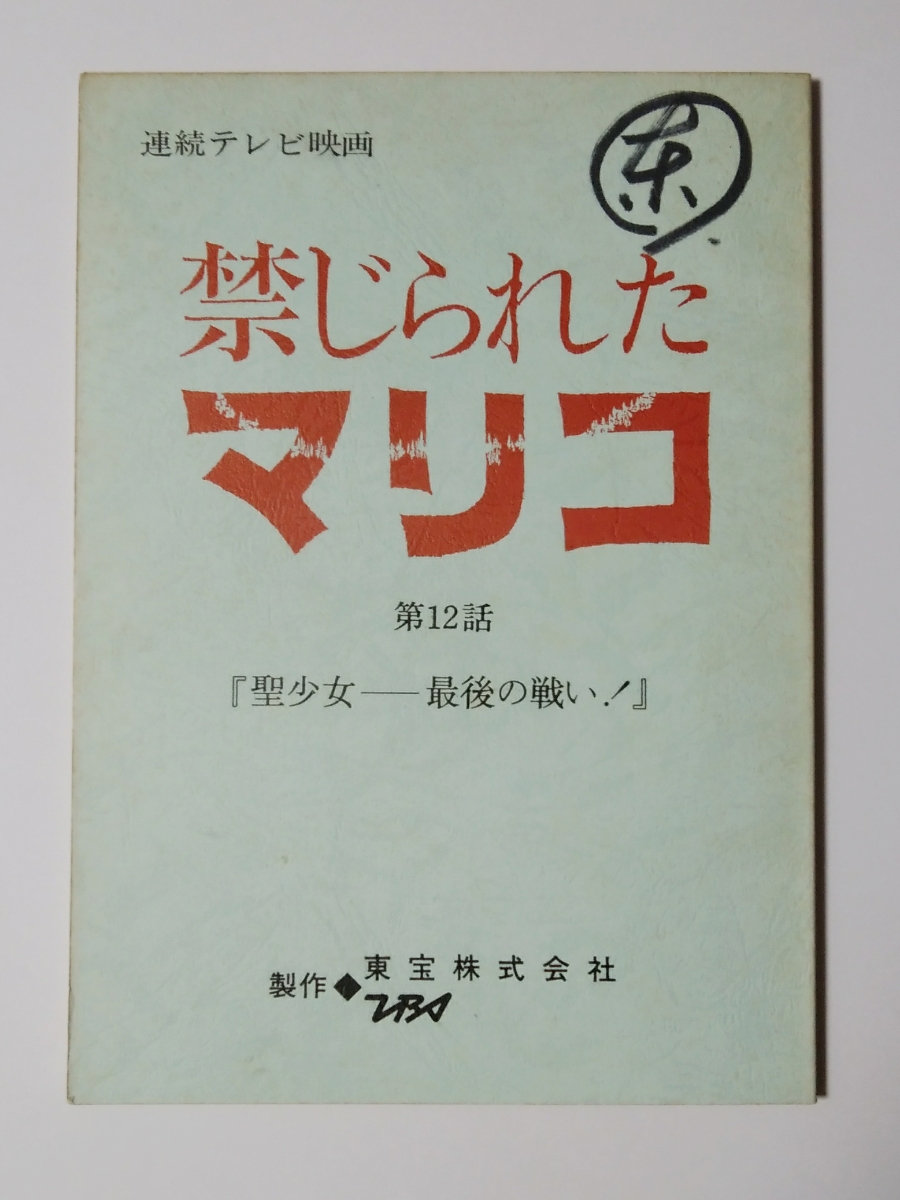 連続テレビ映画
東
禁じられた
マリコ
第12話
『聖少女――最後の戦い!』
製作◆東宝株式会社
TBS